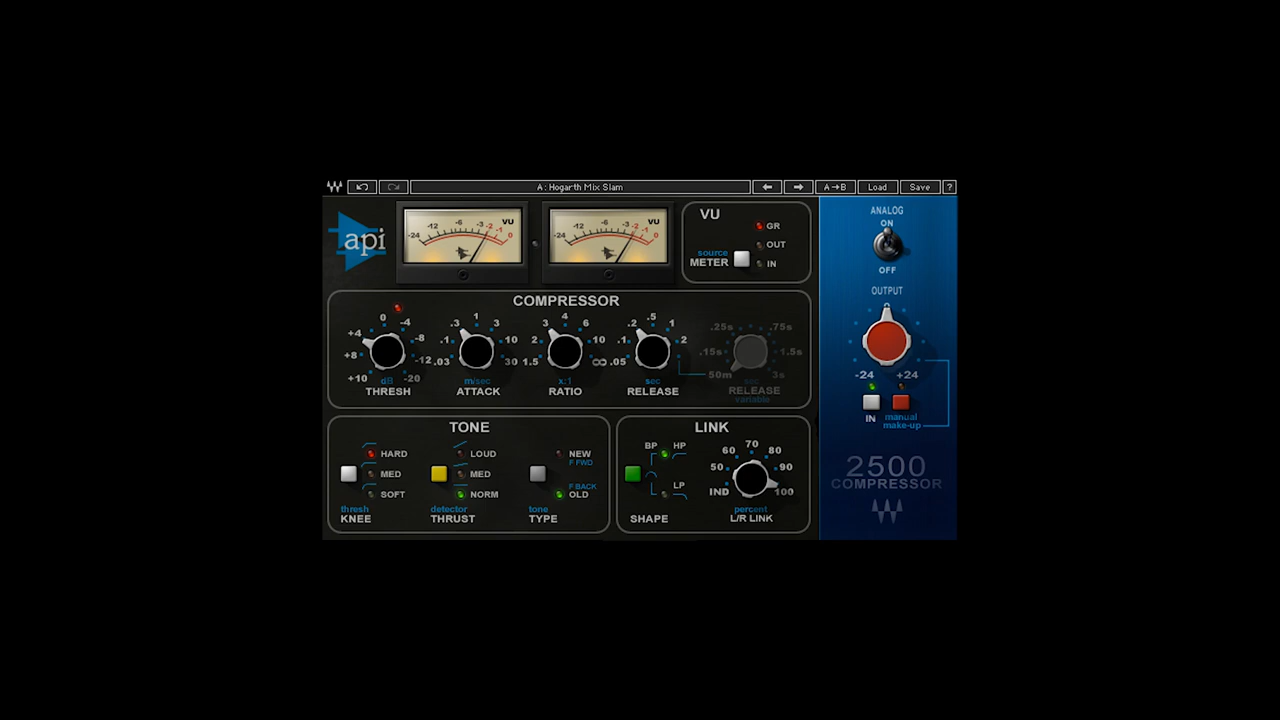 A: Hogarth Mix Slam
A→B
Load
Save
?
api
-24 -12 -6 -3 -2 -1 0 VU
-24 -12 -6 -3 -2 -1 0 VU
VU
source
METER
GR
OUT
IN
COMPRESSOR
+10 +8 +4 0 -4 -8 -12 -20
dB
THRESH
.03 .1 .3 1 3 10 30
m/sec
ATTACK
1.5 2 3 4 6 10 ∞
x:1
RATIO
.05 .1 .2 .5 1 2
sec
RELEASE
50m .15s .25s .75s 1.5s 3s
sec
RELEASE
variable
TONE
HARD
MED
SOFT
thresh
KNEE
LOUD
MED
NORM
detector
THRUST
NEW
F FWD
F BACK
OLD
tone
TYPE
LINK
BP HP
LP
SHAPE
IND 50 60 70 80 90 100
percent
L/R LINK
ANALOG
ON
OFF
OUTPUT
0
-24 +24
IN
manual
make-up
2500
COMPRESSOR